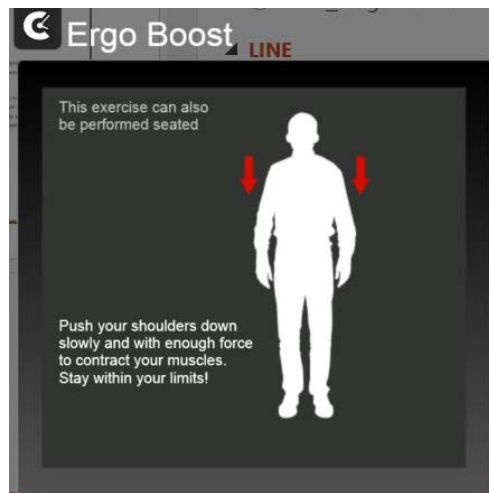 Ergo Boost
LINE
This exercise can also
be performed seated
Push your shoulders down
slowly and with enough force
to contract your muscles.
Stay within your limits!